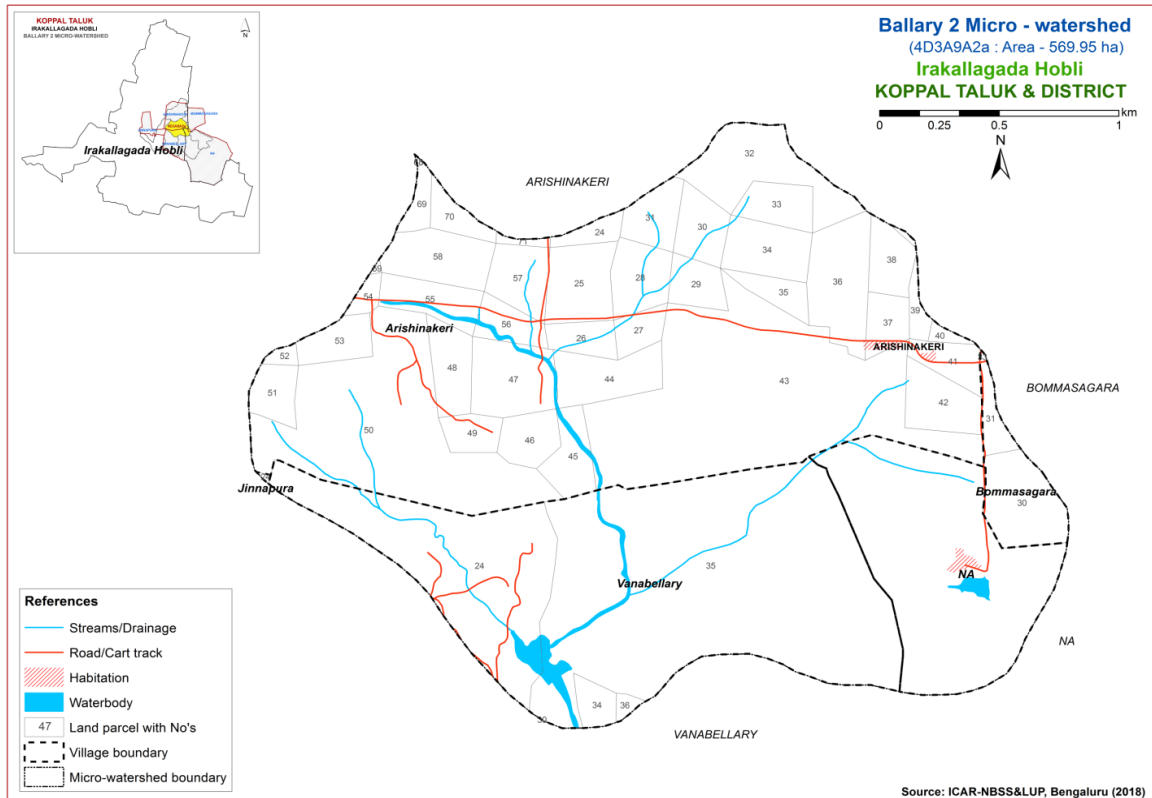 KOPPAL TALUK
IRAKALLAGADA HOBLI
BALLARY 2 MICRO-WATERSHED
N
Irakallagada Hobli
Ballary 2 Micro - watershed
(4D3A9A2a : Area - 569.95 ha)
Irakallagada Hobli
KOPPAL TALUK & DISTRICT
km
0 0.25 0.5 1
N
ARISHINAKERI
32
33
69
70
71
24
31
30
58
57
25
28
34
36
38
59
29
35
54
55
56
26
27
37
39
40
Arishinakeri
ARISHINAKERI
41
53
52
48
47
44
43
42
51
50
49
46
45
31
BOMMASAGARA
Jinnapura
Bommasagara
30
24
35
Vanabellary
NA
NA
34
36
VANABELLARY
References
Streams/Drainage
Road/Cart track
Habitation
Waterbody
47 Land parcel with No's
Village boundary
Micro-watershed boundary
Source: ICAR-NBSS&LUP, Bengaluru (2018)